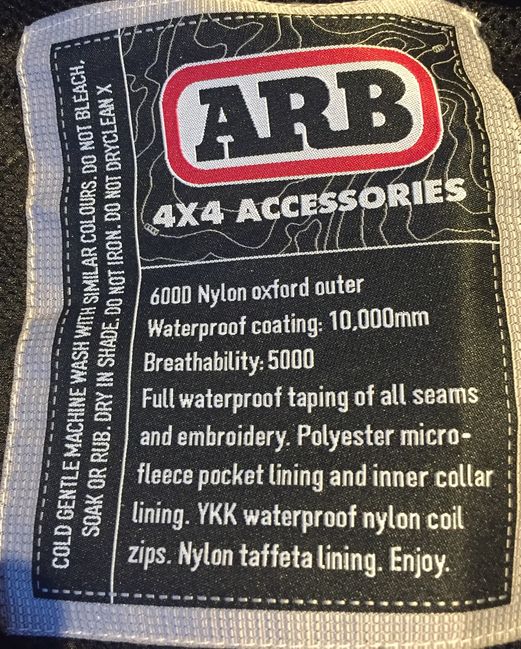 ARB
4X4 ACCESSORIES
6000 Nylon oxford outer
Waterproof coating: 10,000mm
Breathability: 5000
Full waterproof taping of all seams
and embroidery. Polyester micro-
fleece pocket lining and inner collar
lining. YKK waterproof nylon coil
zips. Nylon taffeta lining. Enjoy.
COLD GENTLE MACHINE WASH WITH SIMILAR COLOURS. DO NOT BLEACH,
SOAK OR RUB. DRY IN SHADE. DO NOT IRON. DO NOT DRYCLEAN X